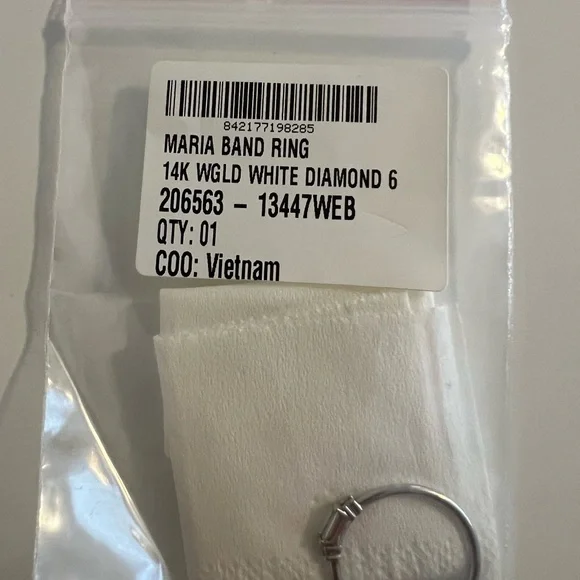 842177198285
MARIA BAND RING
14K WGLD WHITE DIAMOND 6
206563 - 13447WEB
QTY: 01
COO: Vietnam